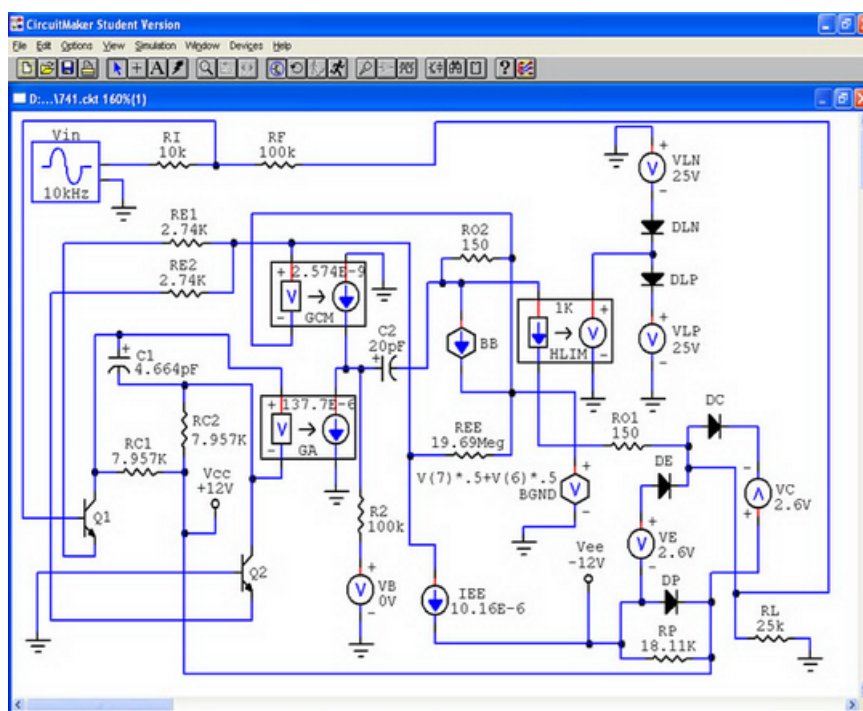 CircuitMaker Student Version
File Edit Options View Simulation Window Devices Help
D:...\741.ckt 160%(1)
Vin
10kHz
RI
10k
RF
100k
VLN
25V
RE1
2.74K
RE2
2.74K
RO2
150
DLN
DLP
2.574E-9
GCM
1K
HLIM
VLP
25V
C2
20pF
BB
C1
4.664pF
137.7E-6
GA
DC
RC2
7.957K
RC1
7.957K
REE
19.69Meg
RO1
150
Vcc
+12V
V(7)*.5+V(6)*.5
BGND
DE
VC
2.6V
Q1
R2
100k
VE
2.6V
Vee
-12V
Q2
VB
0V
IEE
10.16E-6
DP
RP
18.11K
RL
25k